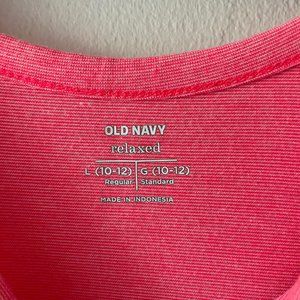 OLD NAVY
relaxed
L (10-12) G (10-12)
Regular Standard
MADE IN INDONESIA